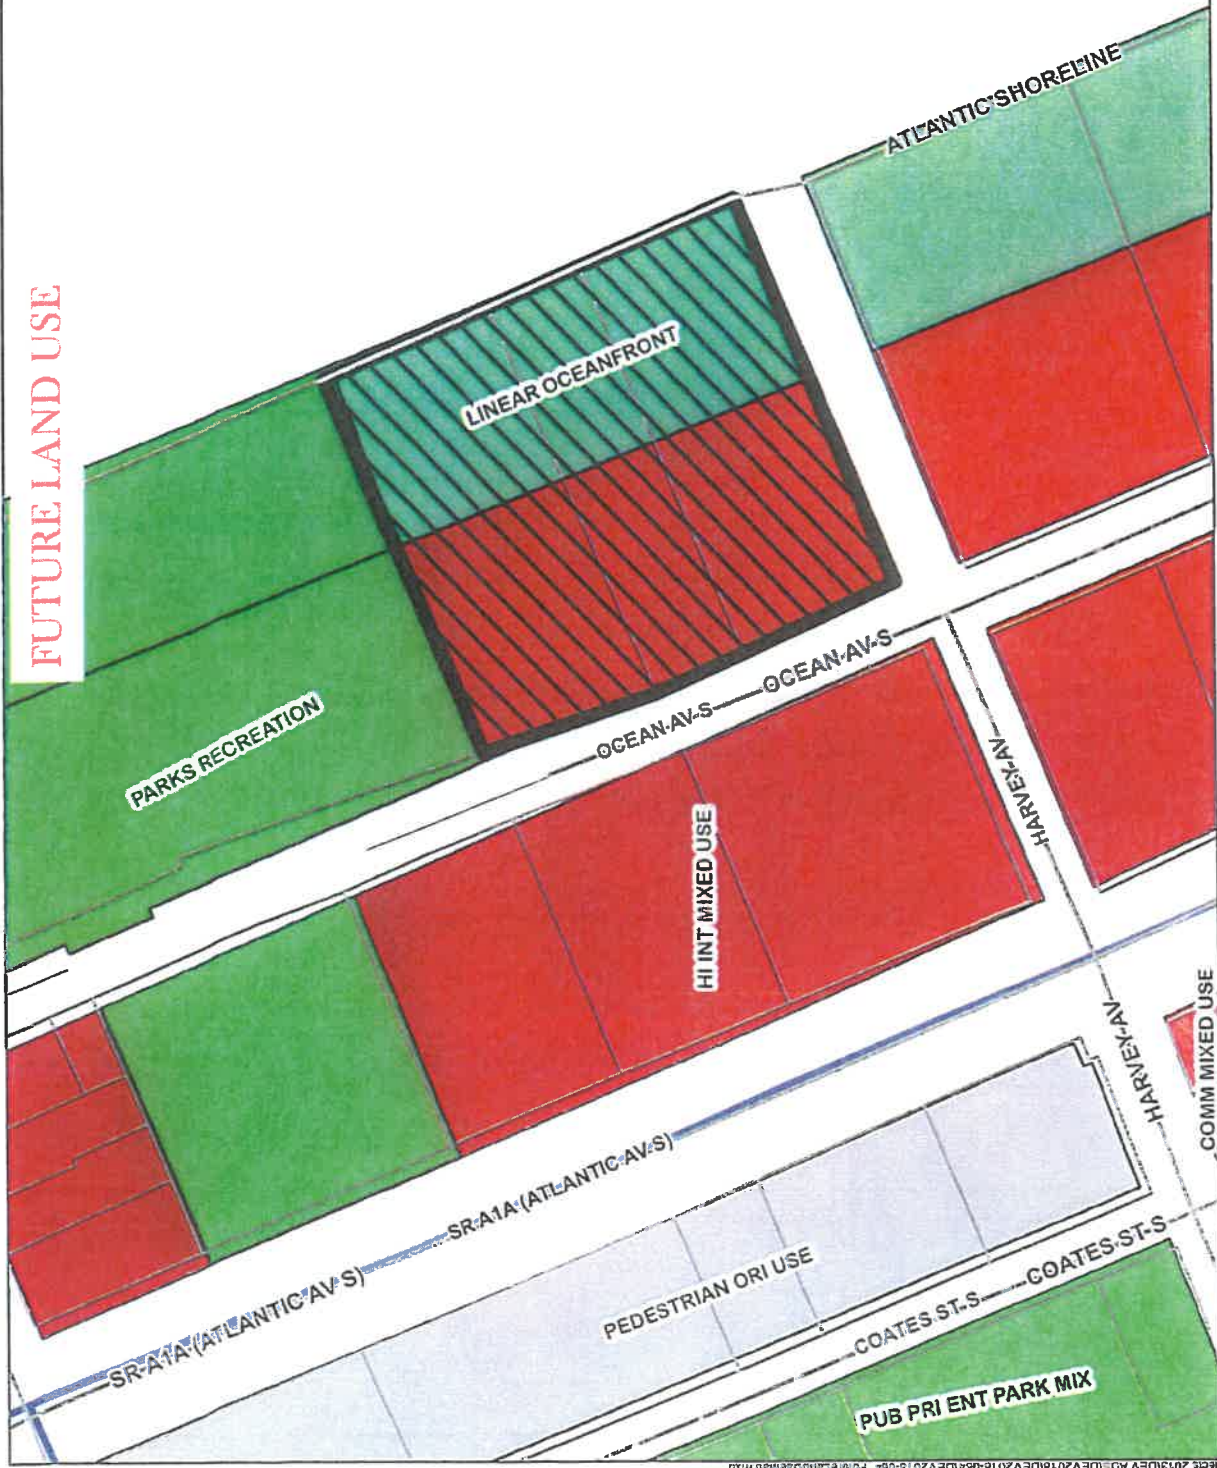 FUTURE LAND USE
ATLANTIC SHORELINE
LINEAR OCEANFRONT
PARKS RECREATION
OCEAN-AV-S
OCEAN-AV-S
HARVEY-AV
HI INT MIXED USE
HARVEY-AV
COMM MIXED USE
SR-A1A (ATLANTIC-AV-S)
SR-A1A (ATLANTIC AV S)
PEDESTRIAN ORI USE
COATES ST-S
COATES ST-S
PUB PRI ENT PARK MIX